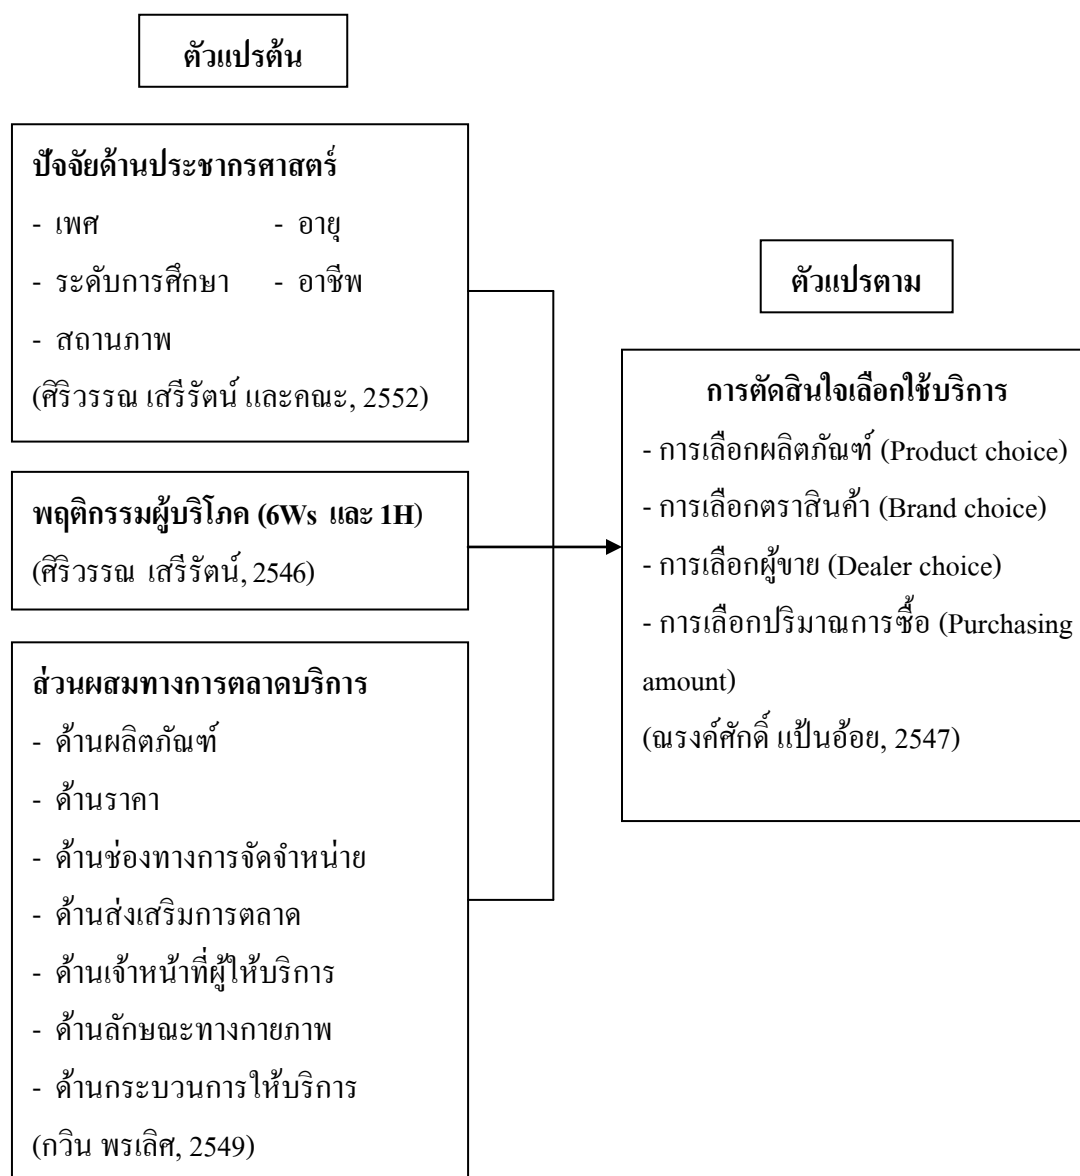 ตัวแปรต้น
ปัจจัยด้านประชากรศาสตร์
- เพศ - อายุ
- ระดับการศึกษา - อาชีพ
- สถานภาพ
(ศิริวรรณ เสรีรัตน์ และคณะ, 2552)
พฤติกรรมผู้บริโภค (6Ws และ 1H)
(ศิริวรรณ เสรีรัตน์, 2546)
ส่วนผสมทางการตลาดบริการ
- ด้านผลิตภัณฑ์
- ด้านราคา
- ด้านช่องทางการจัดจำหน่าย
- ด้านส่งเสริมการตลาด
- ด้านเจ้าหน้าที่ผู้ให้บริการ
- ด้านลักษณะทางกายภาพ
- ด้านกระบวนการให้บริการ
(กวิน พรเลิศ, 2549)
ตัวแปรตาม
การตัดสินใจเลือกใช้บริการ
- การเลือกผลิตภัณฑ์ (Product choice)
- การเลือกตราสินค้า (Brand choice)
- การเลือกผู้ขาย (Dealer choice)
- การเลือกปริมาณการซื้อ (Purchasing
amount)
(ณรงค์ศักดิ์ แป้นอ้อย, 2547)